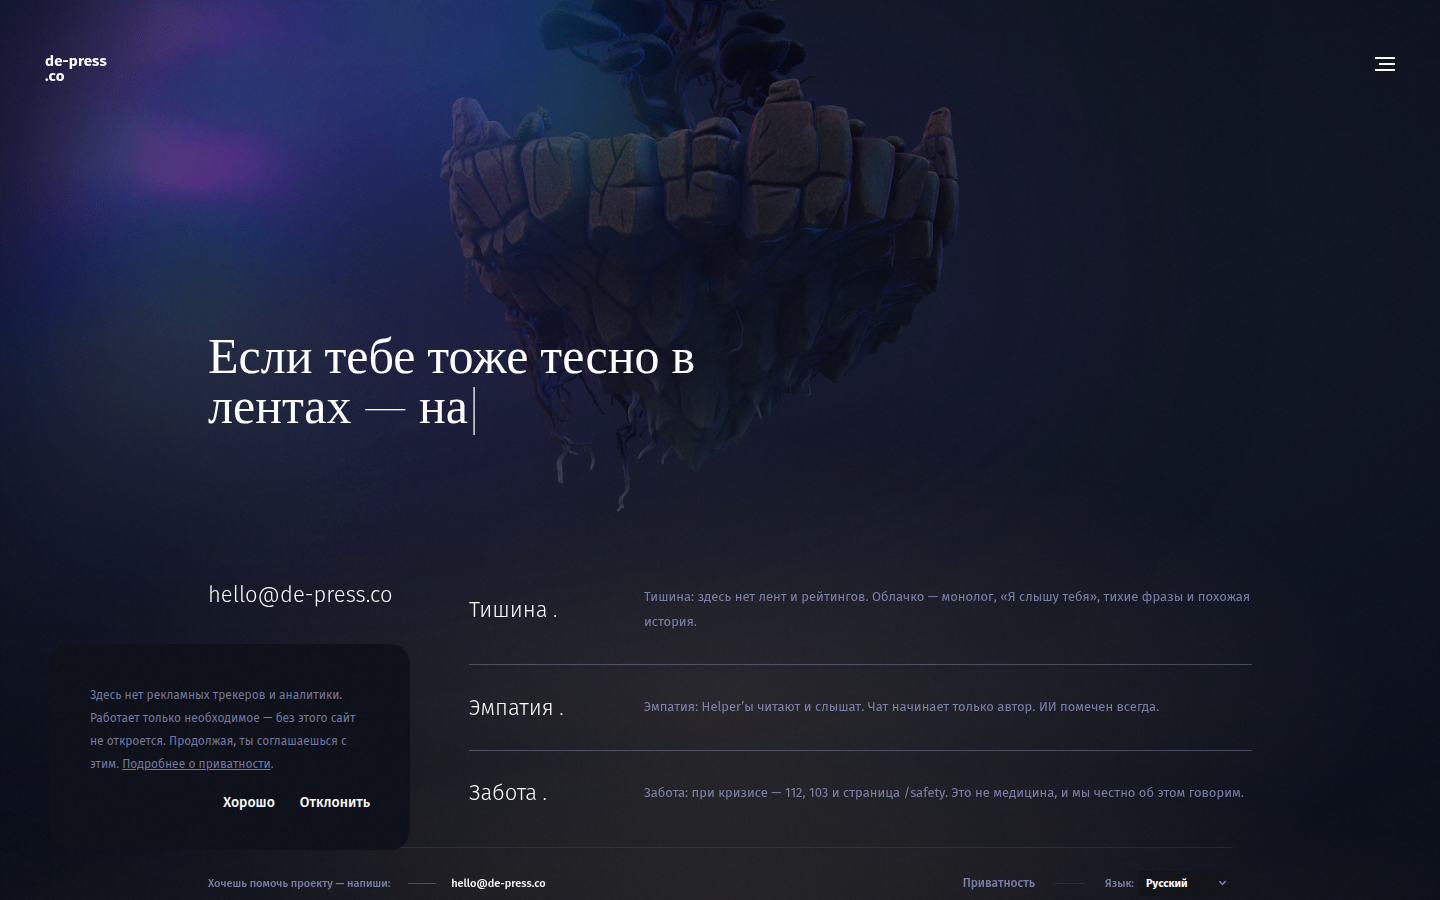 de-press
.co
Если тебе тоже тесно в
лентах — на
hello@de-press.co
Тишина .
Тишина: здесь нет лент и рейтингов. Облачко — монолог, «Я слышу тебя», тихие фразы и похожая
история.
Эмпатия .
Эмпатия: Helper'ы читают и слышат. Чат начинает только автор. ИИ помечен всегда.
Забота .
Забота: при кризисе — 112, 103 и страница /safety. Это не медицина, и мы честно об этом говорим.
Здесь нет рекламных трекеров и аналитики.
Работает только необходимое — без этого сайт
не откроется. Продолжая, ты соглашаешься с
этим. Подробнее о приватности.
Хорошо Отклонить
Хочешь помочь проекту — напиши: hello@de-press.co
Приватность Язык: Русский